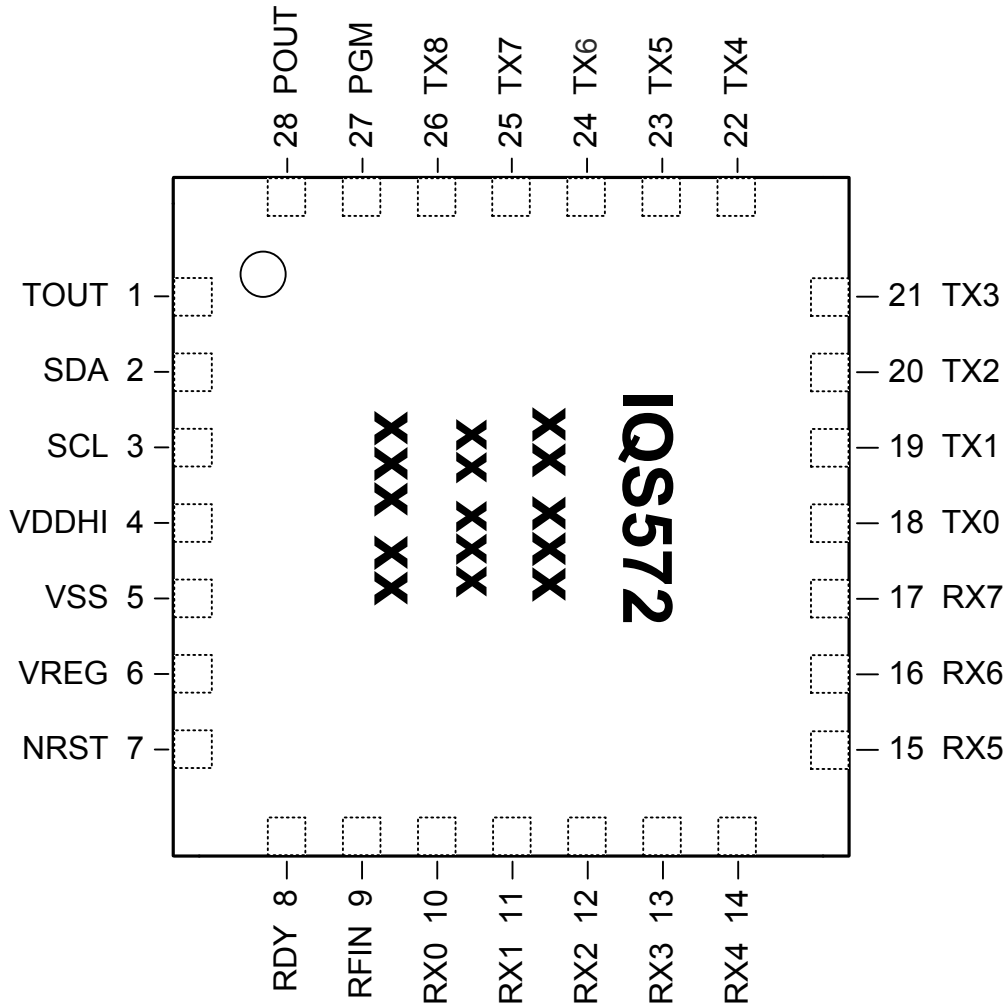 28 POUT
27 PGM
26 TX8
25 TX7
24 TX6
23 TX5
22 TX4
TOUT 1
SDA 2
SCL 3
VDDHI 4
VSS 5
VREG 6
NRST 7
21 TX3
20 TX2
19 TX1
18 TX0
17 RX7
16 RX6
15 RX5
IQS572
xx xxx xx
xx xxx
xx xxx xx
RDY 8
RFIN 9
RX0 10
RX1 11
RX2 12
RX3 13
RX4 14